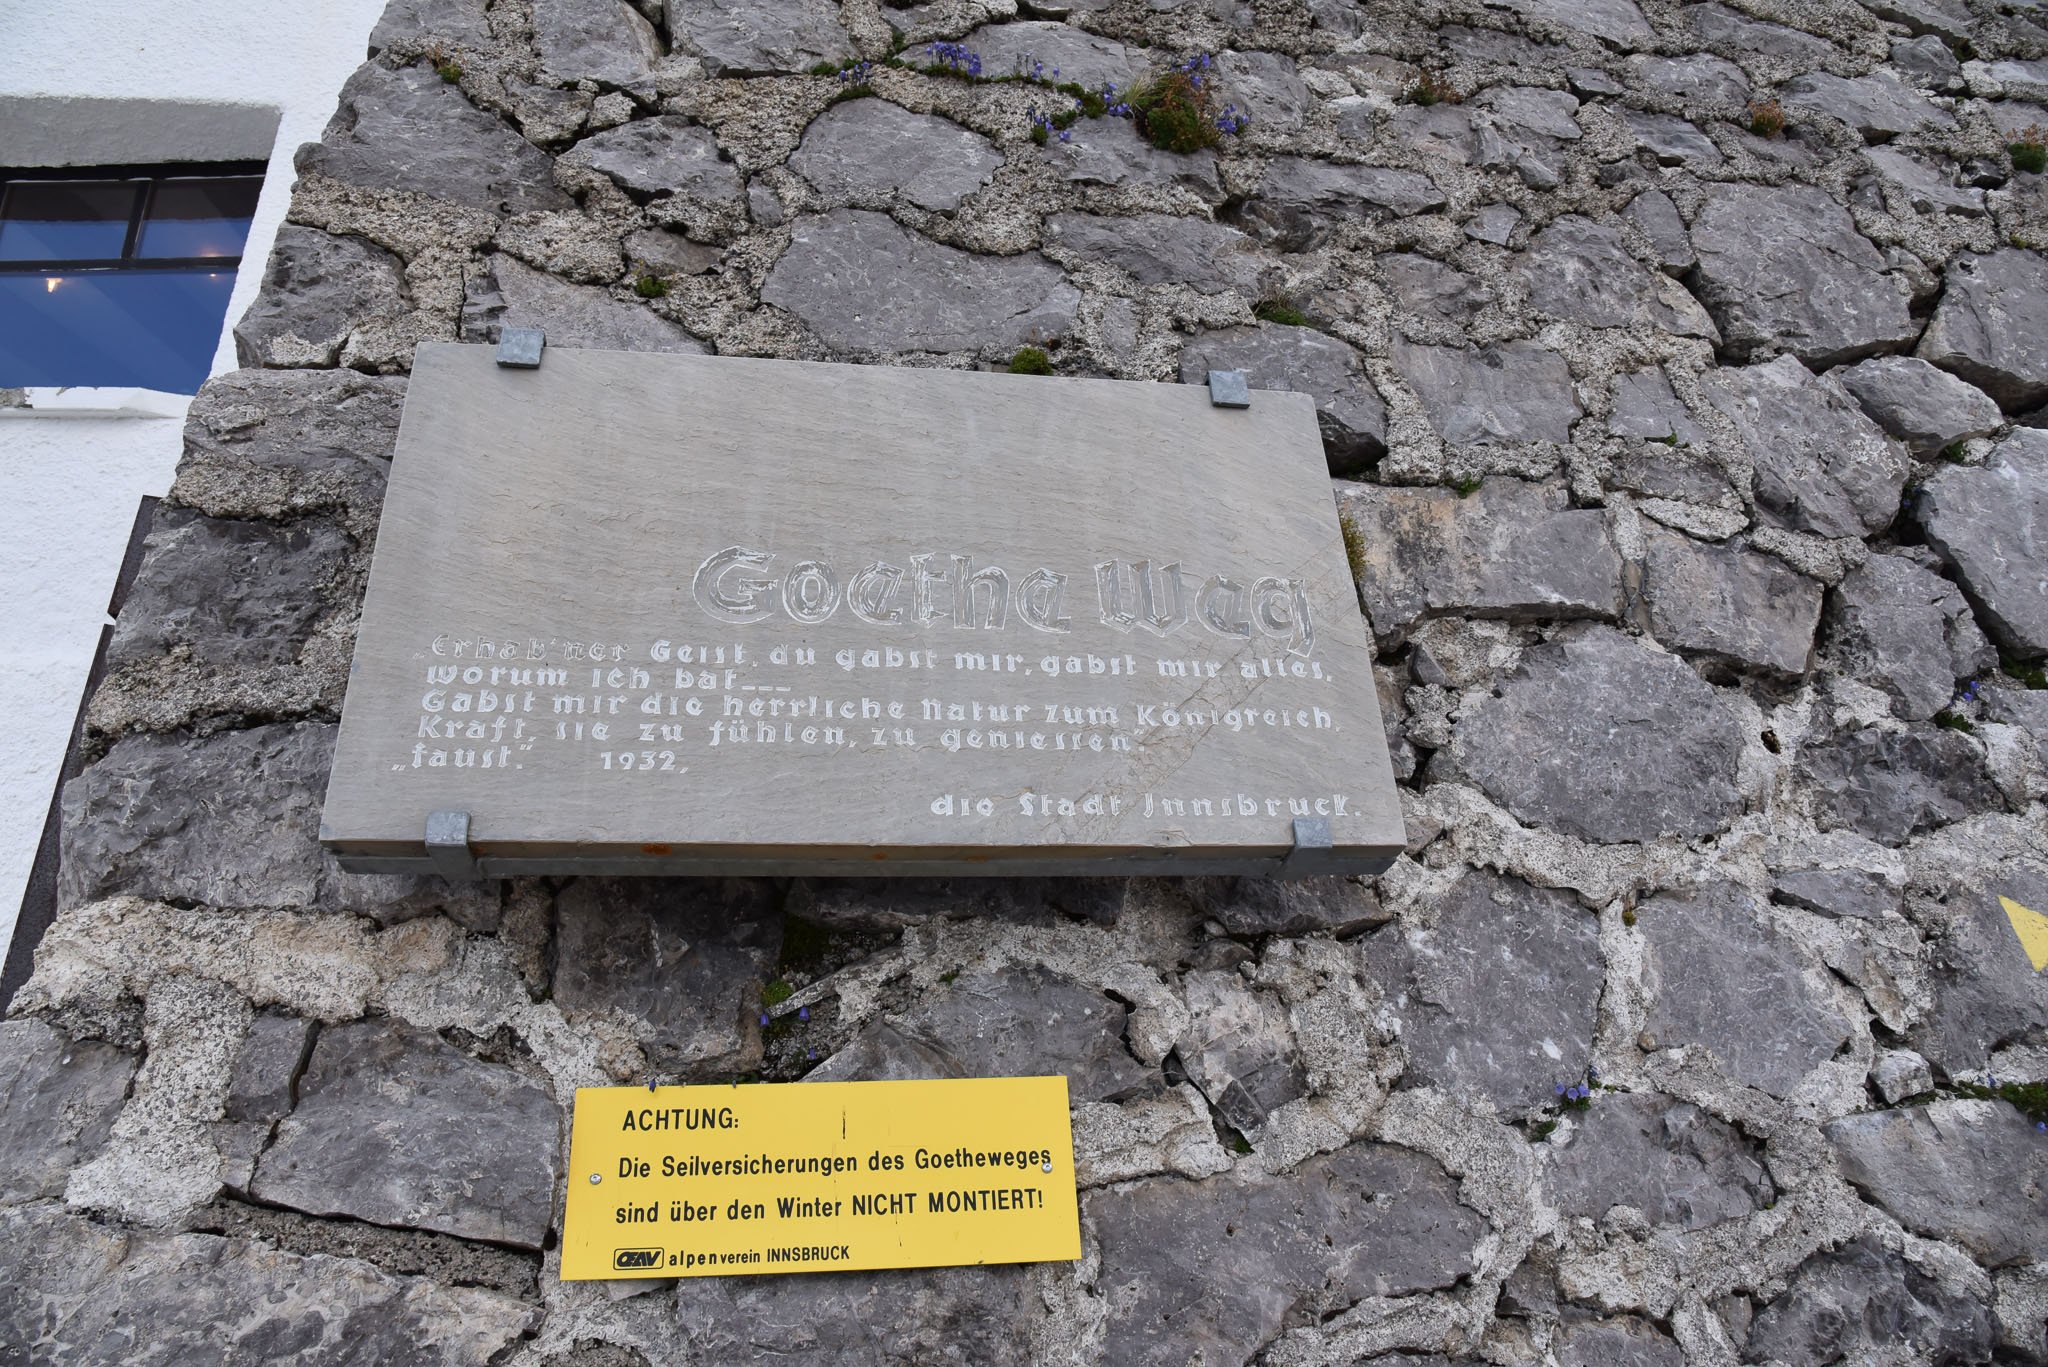 Goethe Weg
„Erhab'ner Geist, du gabst mir, gabst mir alles,
worum ich bat___
Gabst mir die herrliche Natur zum Königreich,
Kraft, sie zu fühlen, zu geniessen."
„faust." 1932,
die Stadt Innsbruck.
ACHTUNG:
Die Seilversicherungen des Goetheweges
sind über den Winter NICHT MONTIERT!
OEAV alpenverein INNSBRUCK